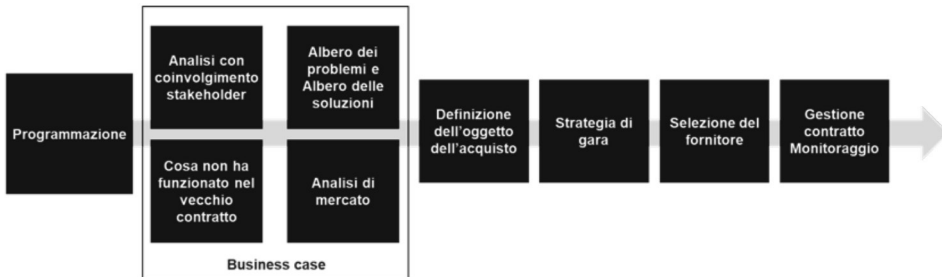 Programmazione
Analisi con
coinvolgimento
stakeholder
Albero dei
problemi e
Albero delle
soluzioni
Cosa non ha
funzionato nel
vecchio
contratto
Analisi di
mercato
Business case
Definizione
dell'oggetto
dell'acquisto
Strategia di
gara
Selezione del
fornitore
Gestione
contratto
Monitoraggio